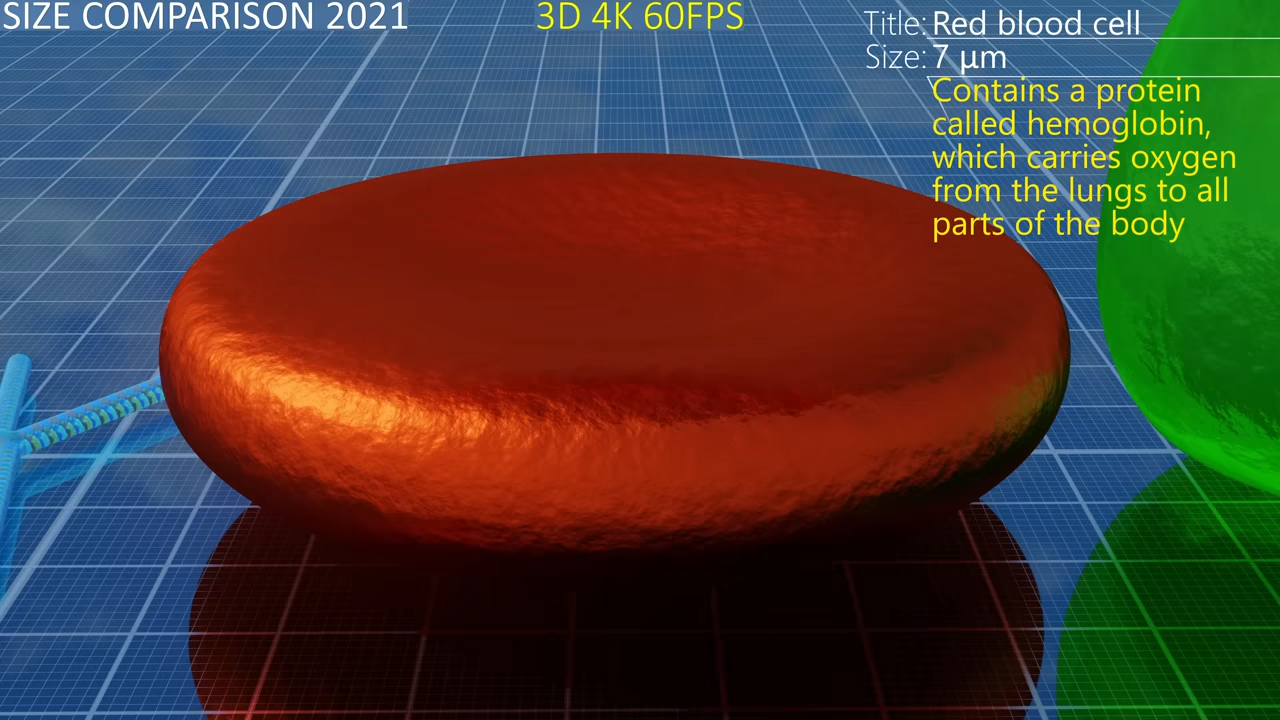 SIZE COMPARISON 2021
3D 4K 60FPS
Title: Red blood cell
Size: 7 µm
Contains a protein
called hemoglobin,
which carries oxygen
from the lungs to all
parts of the body